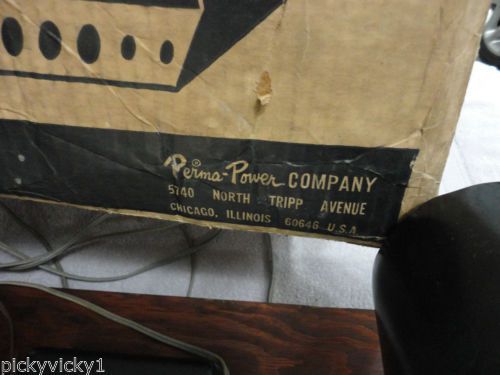 Perma-Power® COMPANY
5740 NORTH TRIPP AVENUE
CHICAGO, ILLINOIS 60646 U.S.A.
pickyvicky1